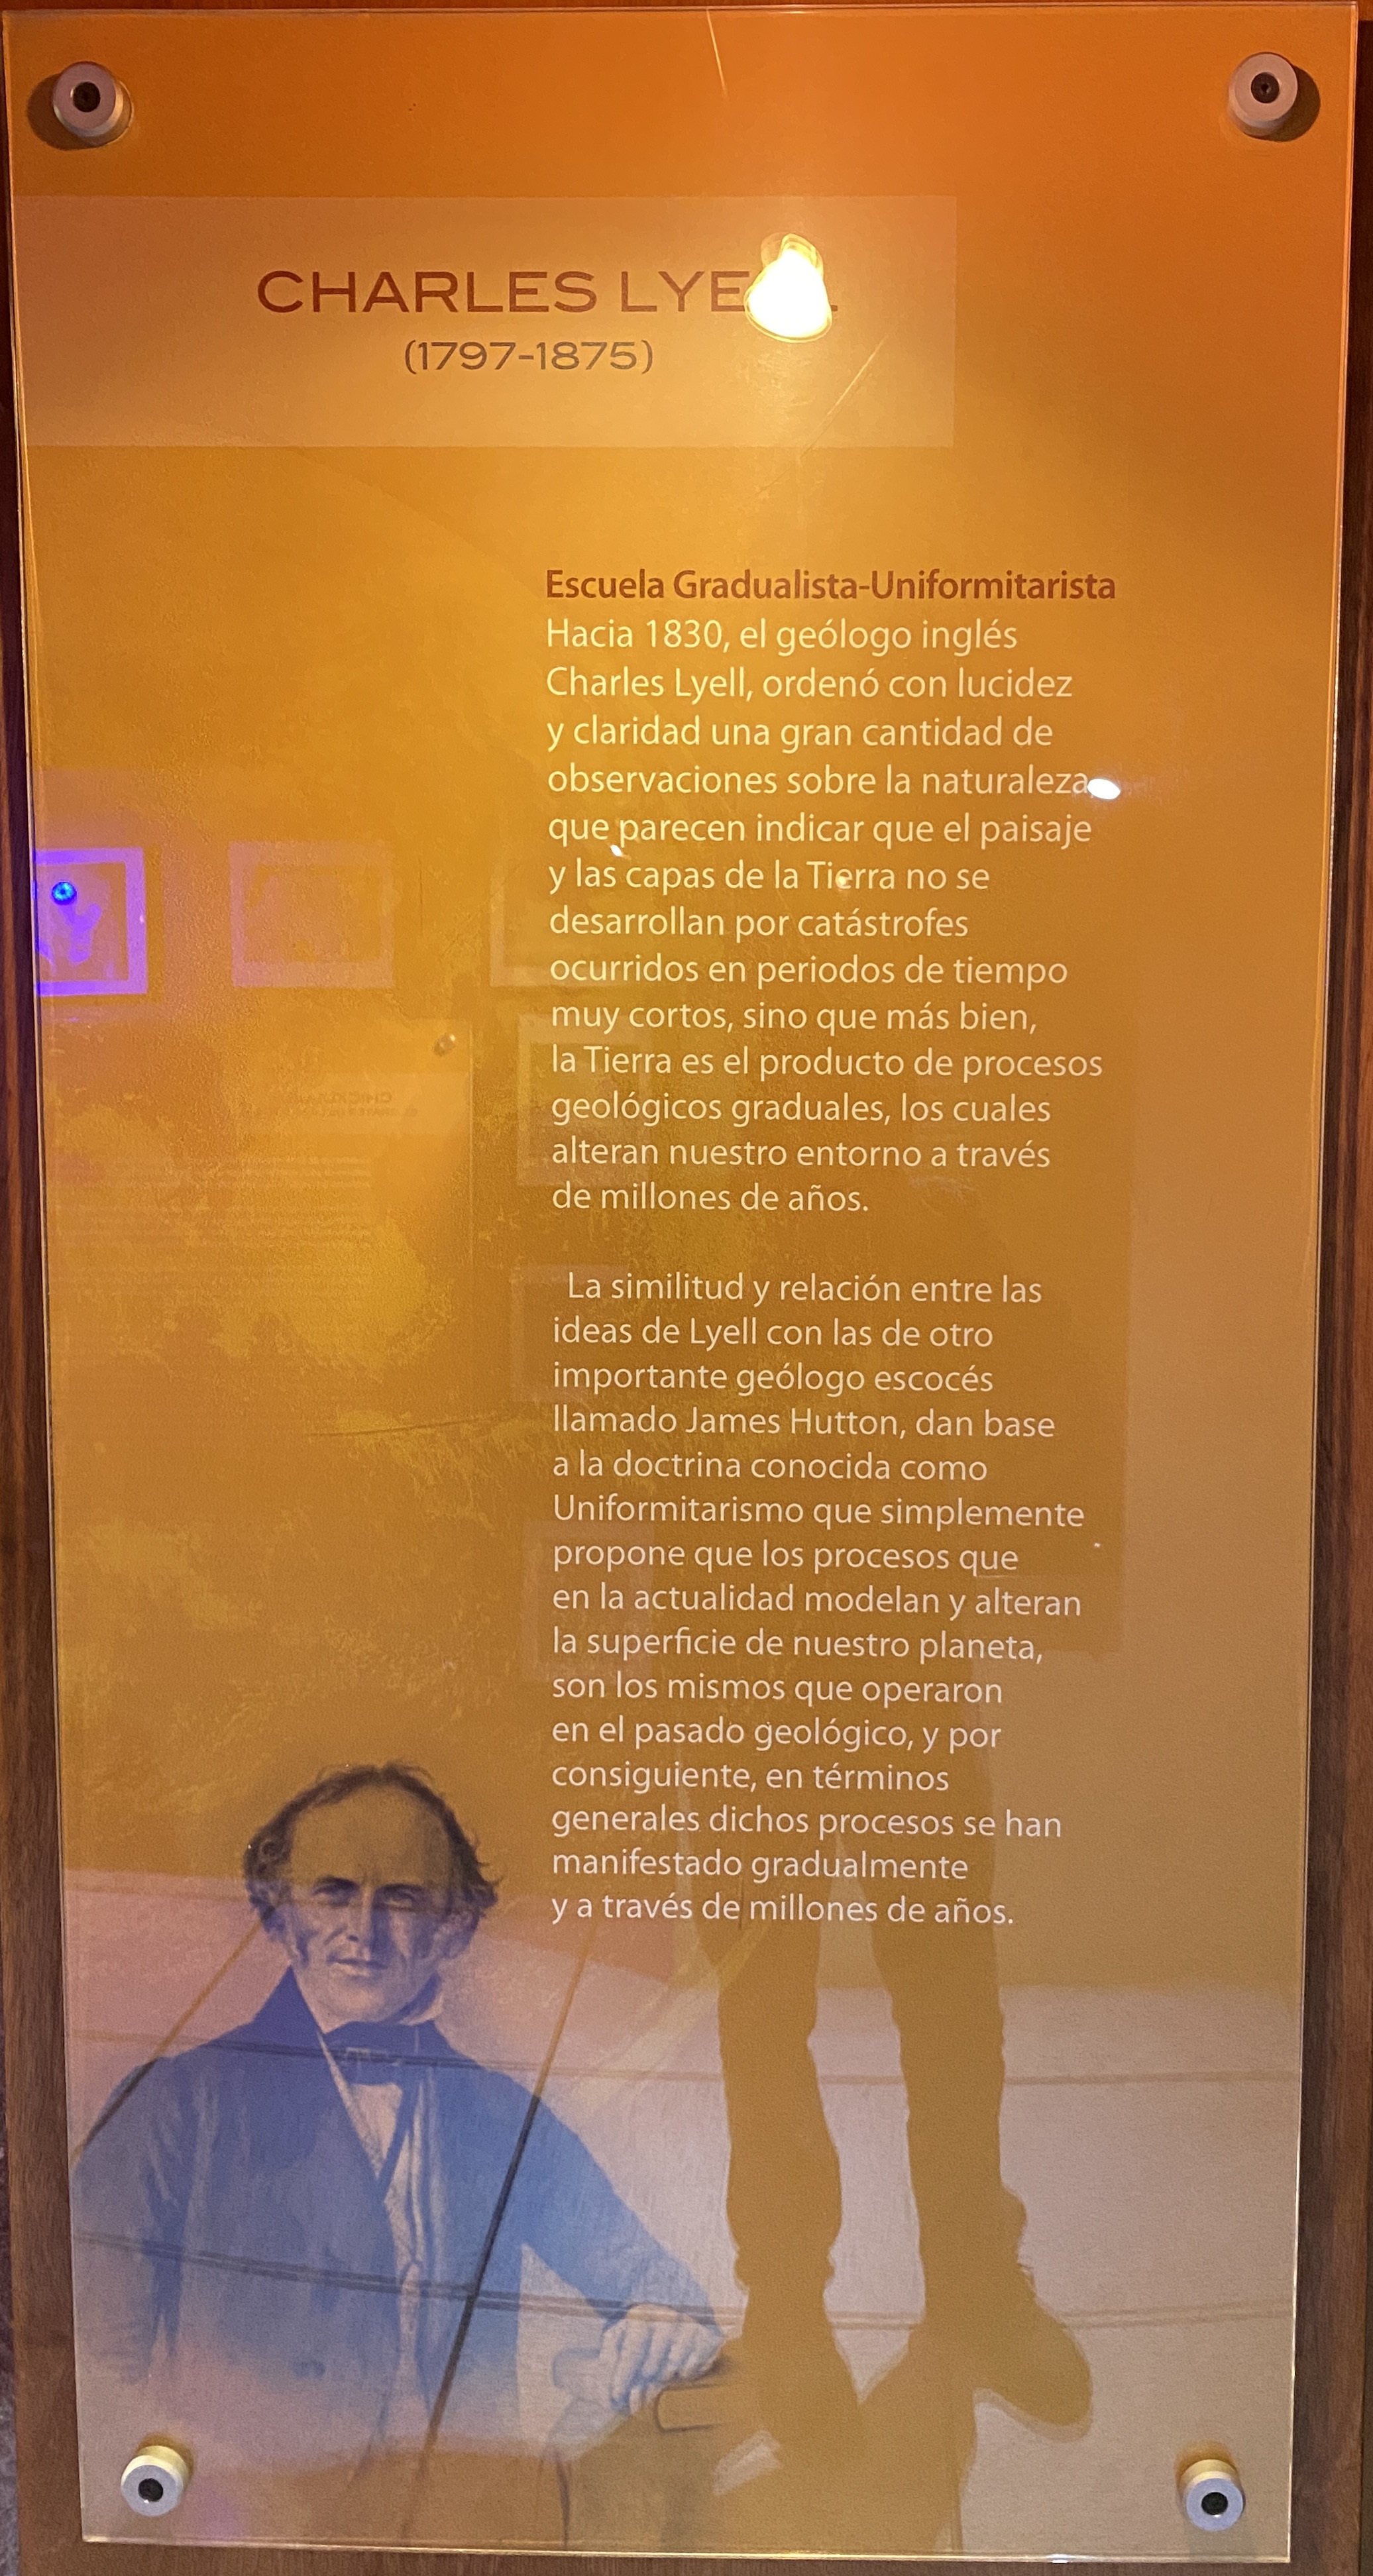 CHARLES LYELL
(1797-1875)
Escuela Gradualista-Uniformitarista
Hacia 1830, el geólogo inglés
Charles Lyell, ordenó con lucidez
y claridad una gran cantidad de
observaciones sobre la naturaleza
que parecen indicar que el paisaje
y las capas de la Tierra no se
desarrollan por catástrofes
ocurridos en periodos de tiempo
muy cortos, sino que más bien,
la Tierra es el producto de procesos
geológicos graduales, los cuales
alteran nuestro entorno a través
de millones de años.
La similitud y relación entre las
ideas de Lyell con las de otro
importante geólogo escocés
llamado James Hutton, dan base
a la doctrina conocida como
Uniformitarismo que simplemente
propone que los procesos que
en la actualidad modelan y alteran
la superficie de nuestro planeta,
son los mismos que operaron
en el pasado geológico, y por
consiguiente, en términos
generales dichos procesos se han
manifestado gradualmente
y a través de millones de años.